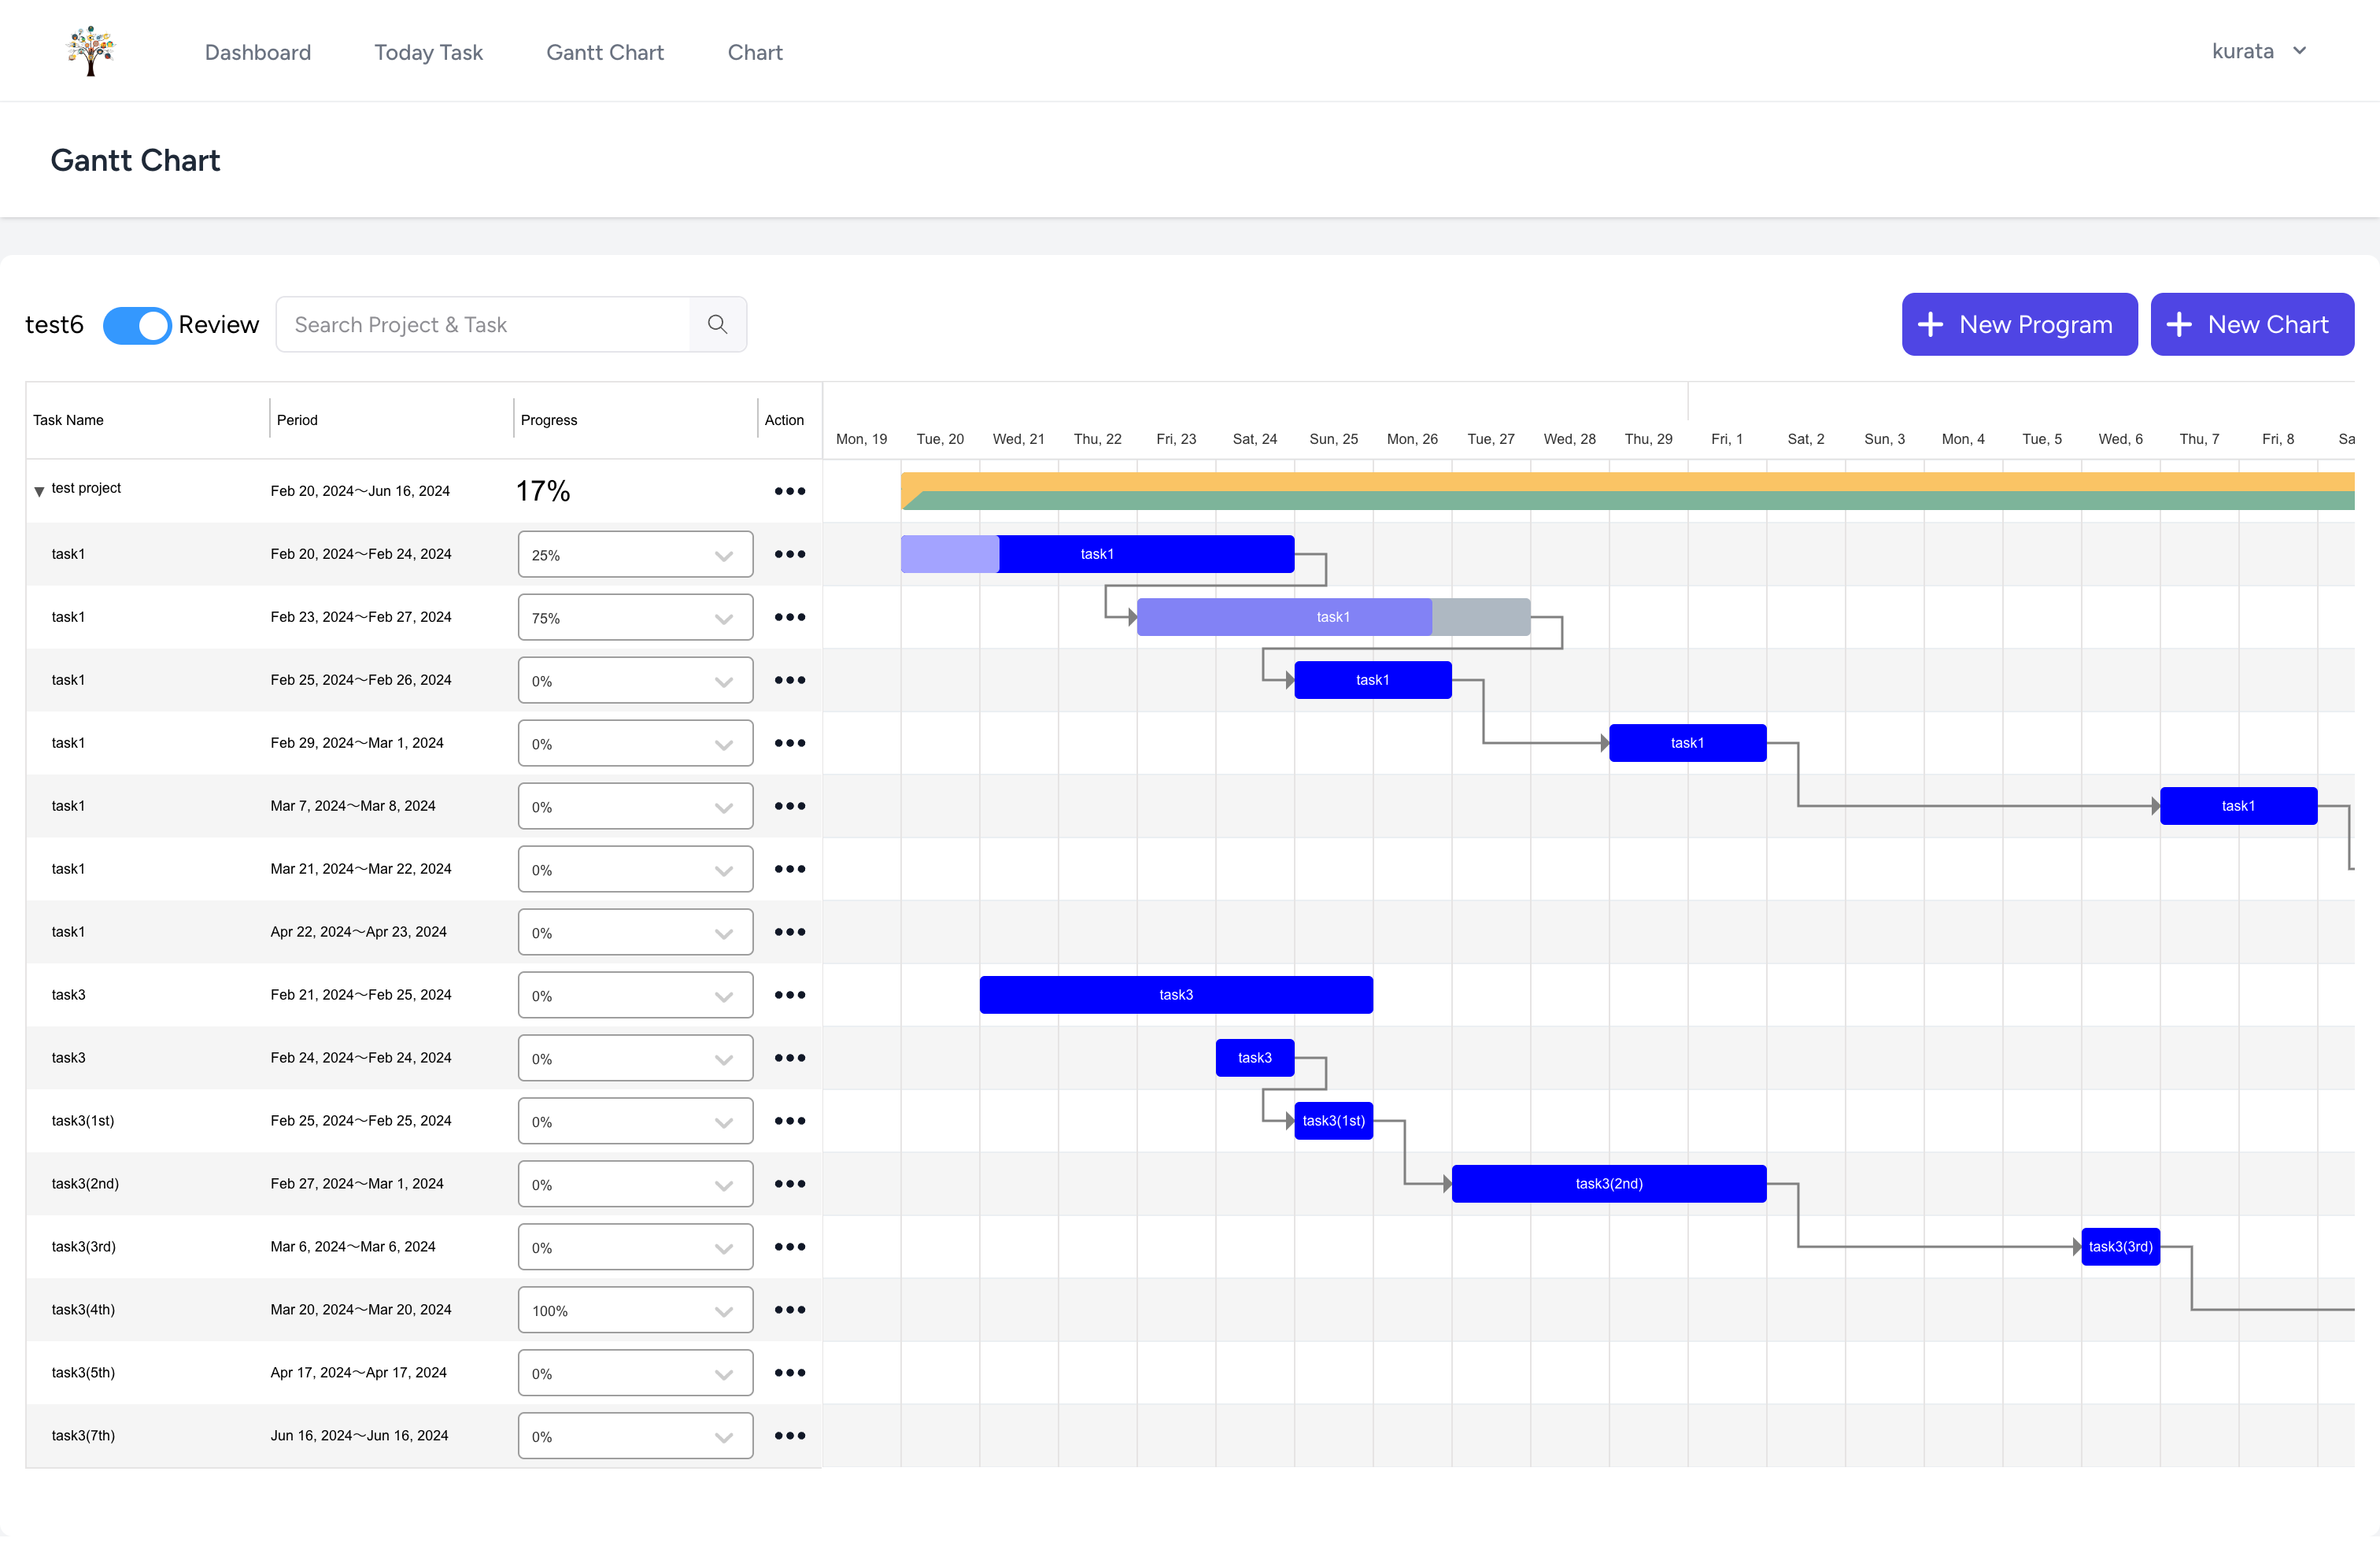 Dashboard Today Task Gantt Chart Chart kurata
Gantt Chart
test6 Review Search Project & Task New Program New Chart
Task Name Period Progress Action
Mon, 19 Tue, 20 Wed, 21 Thu, 22 Fri, 23 Sat, 24 Sun, 25 Mon, 26 Tue, 27 Wed, 28 Thu, 29 Fri, 1 Sat, 2 Sun, 3 Mon, 4 Tue, 5 Wed, 6 Thu, 7 Fri, 8 Sa
▼ test project Feb 20, 2024～Jun 16, 2024 17%
task1 Feb 20, 2024～Feb 24, 2024 25% task1
task1 Feb 23, 2024～Feb 27, 2024 75% task1
task1 Feb 25, 2024～Feb 26, 2024 0% task1
task1 Feb 29, 2024～Mar 1, 2024 0% task1
task1 Mar 7, 2024～Mar 8, 2024 0% task1
task1 Mar 21, 2024～Mar 22, 2024 0%
task1 Apr 22, 2024～Apr 23, 2024 0%
task3 Feb 21, 2024～Feb 25, 2024 0% task3
task3 Feb 24, 2024～Feb 24, 2024 0% task3
task3(1st) Feb 25, 2024～Feb 25, 2024 0% task3(1st)
task3(2nd) Feb 27, 2024～Mar 1, 2024 0% task3(2nd)
task3(3rd) Mar 6, 2024～Mar 6, 2024 0% task3(3rd)
task3(4th) Mar 20, 2024～Mar 20, 2024 100%
task3(5th) Apr 17, 2024～Apr 17, 2024 0%
task3(7th) Jun 16, 2024～Jun 16, 2024 0%